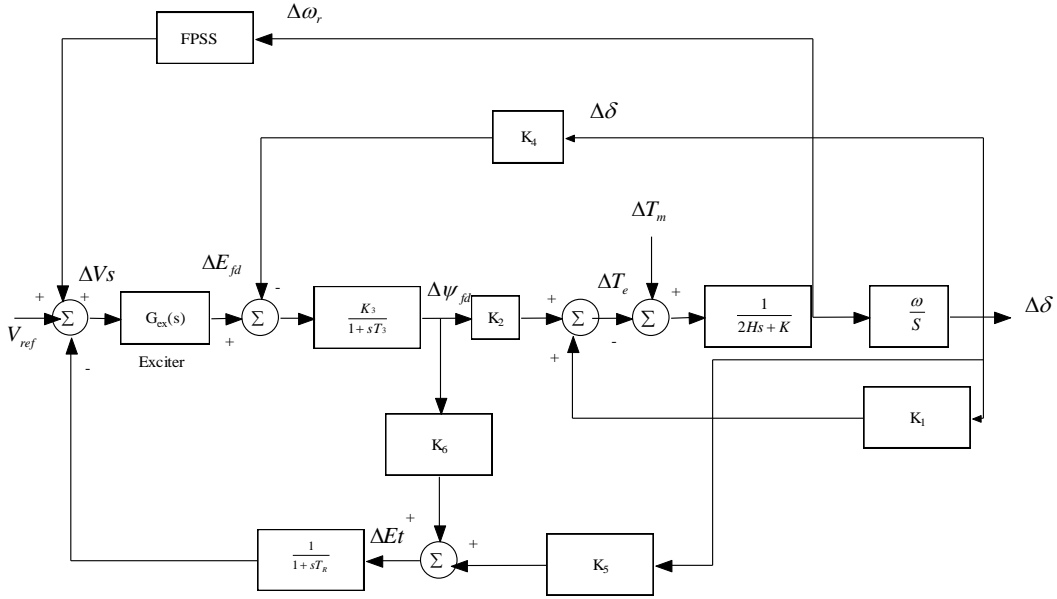 Δω_r
FPSS
Δδ
K_4
ΔT_m
ΔVs
ΔE_fd
-
Δψ_fd
ΔT_e
+
+
+
+
Σ
G_ex(s)
Σ
K_3
1 + sT_3
K_2
Σ
Σ
1
2Hs + K
ω
S
Δδ
V_ref
+
-
+
Exciter
-
K_1
K_6
ΔEt
+
+
Σ
1
1 + sT_R
K_5